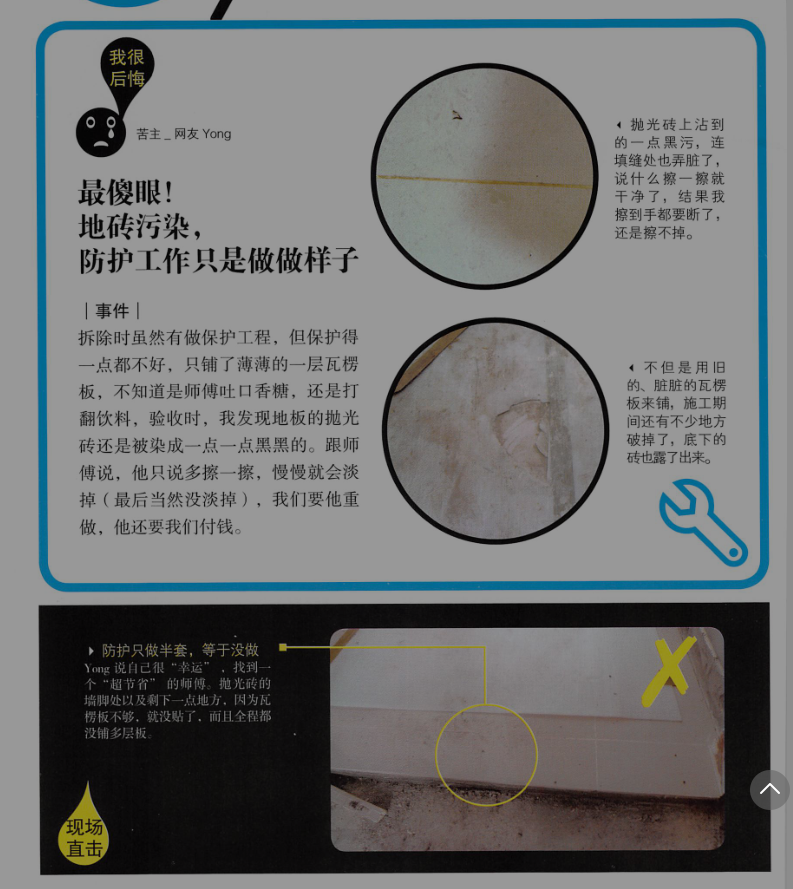 我很
后悔
苦主_网友 Yong
最傻眼！
地砖污染，
防护工作只是做做样子
｜事件｜
拆除时虽然有做保护工程，但保护得
一点都不好，只铺了薄薄的一层瓦楞
板，不知道是师傅吐口香糖，还是打
翻饮料，验收时，我发现地板的抛光
砖还是被染成一点一点黑黑的。跟师
傅说，他只说多擦一擦，慢慢就会淡
掉（最后当然没淡掉），我们要他重
做，他还要我们付钱。
抛光砖上沾到
的一点黑污，连
填缝处也弄脏了，
说什么擦一擦就
干净了，结果我
擦到手都要断了，
还是擦不掉。
不但是用旧
的、脏脏的瓦楞
板来铺，施工期
间还有不少地方
破掉了，底下的
砖也露了出来。
防护只做半套，等于没做
Yong 说自己很“幸运”，找到一
个“超节省”的师傅。抛光砖的
墙脚处以及剩下一点地方，因为瓦
楞板不够，就没贴了，而且全程都
没铺多层板。
现场
直击